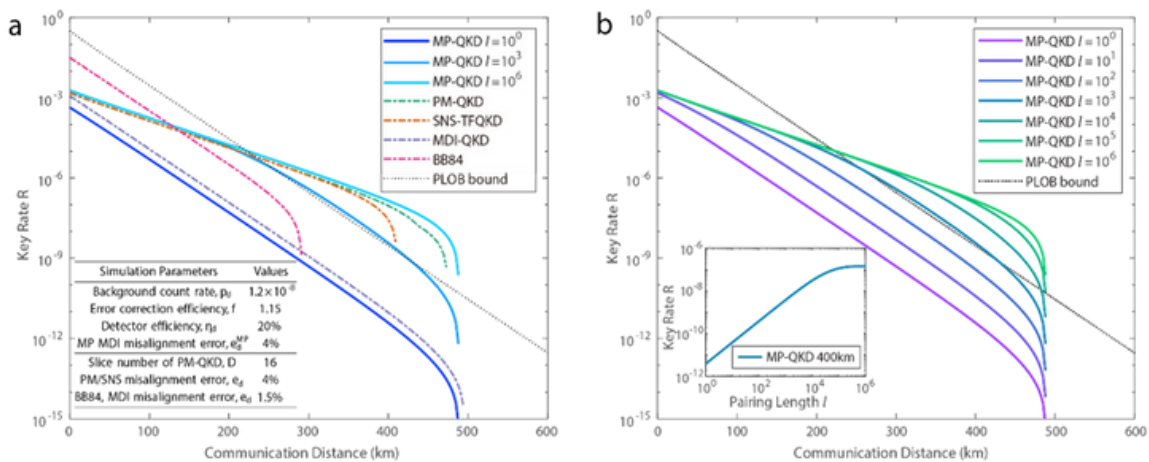 a
10^0
10^-3
10^-6
10^-9
10^-12
10^-15
Key Rate R
0 100 200 300 400 500 600
Communication Distance (km)
MP-QKD l = 10^0
MP-QKD l = 10^3
MP-QKD l = 10^6
PM-QKD
SNS-TFQKD
MDI-QKD
BB84
PLOB bound
Simulation Parameters Values
Background count rate, p_d 1.2×10^-8
Error correction efficiency, f 1.15
Detector efficiency, η_d 20%
MP MDI misalignment error, e_d^MP 4%
Slice number of PM-QKD, D 16
PM/SNS misalignment error, e_d 4%
BB84, MDI misalignment error, e_d 1.5%
b
10^0
10^-3
10^-6
10^-9
10^-12
10^-15
Key Rate R
0 100 200 300 400 500 600
Communication Distance (km)
MP-QKD l = 10^0
MP-QKD l = 10^1
MP-QKD l = 10^2
MP-QKD l = 10^3
MP-QKD l = 10^4
MP-QKD l = 10^5
MP-QKD l = 10^6
PLOB bound
10^-6
10^-8
10^-10
10^-12
Key Rate R
MP-QKD 400km
10^0 10^2 10^4 10^6
Pairing Length l